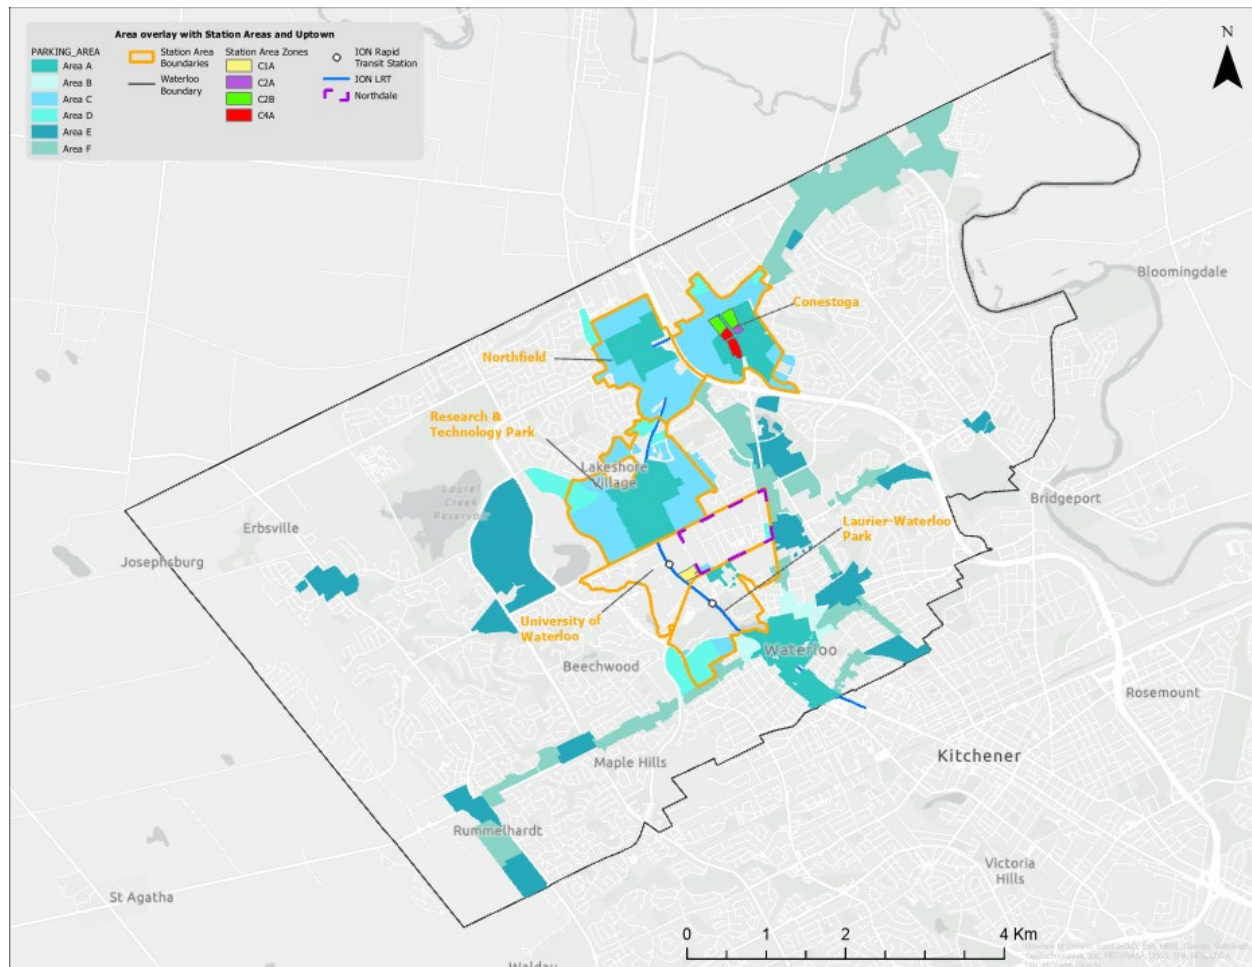 Area overlay with Station Areas and Uptown
PARKING_AREA
Area A
Area B
Area C
Area D
Area E
Area F
Station Area
Boundaries
Waterloo
Boundary
Station Area Zones
C1A
C2A
C2B
C4A
ION Rapid
Transit Station
ION LRT
Northdale
N
Bloomingdale
Conestoga
Northfield
Research &
Technology Park
Lakeshore
Village
Laurel
Creek
Reservoir
Bridgeport
Erbsville
Laurier-Waterloo
Park
Josephsburg
University of
Waterloo
Waterloo
Beechwood
Rosemount
Kitchener
Maple Hills
Rummelhardt
Victoria
Hills
St Agatha
0 1 2 4 Km